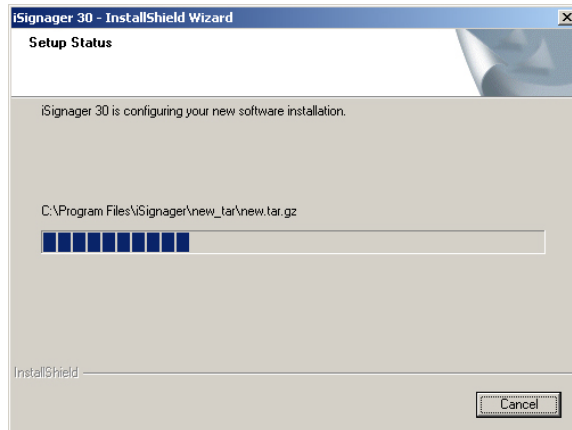 iSignager 30 - InstallShield Wizard
Setup Status
iSignager 30 is configuring your new software installation.
C:\Program Files\iSignager\new_tar\new.tar.gz
InstallShield
Cancel